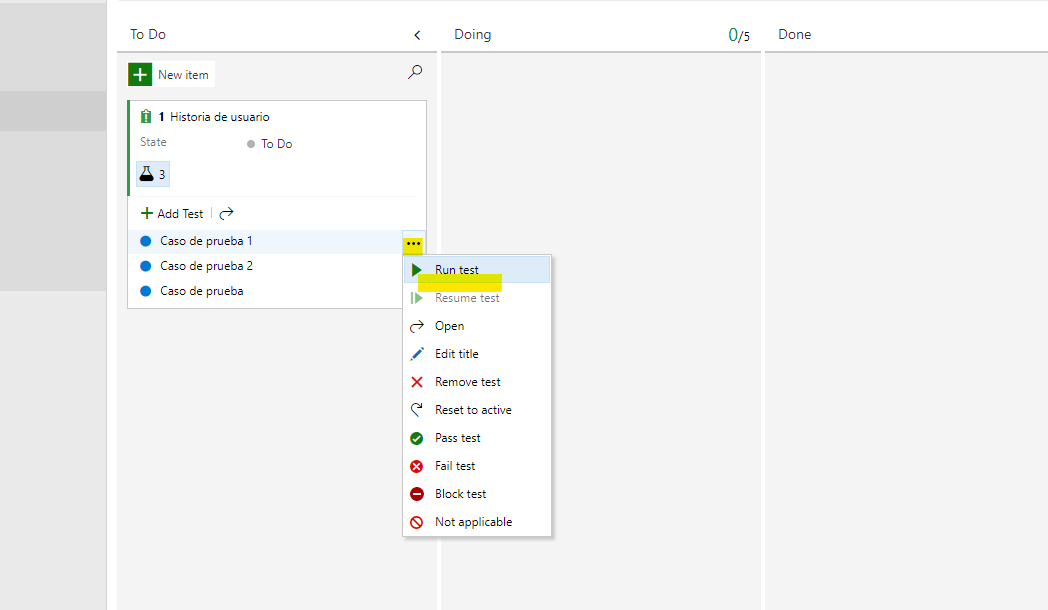 To Do
Doing
0/5
Done
New item
1 Historia de usuario
State
To Do
3
Add Test
Caso de prueba 1
Caso de prueba 2
Caso de prueba
Run test
Resume test
Open
Edit title
Remove test
Reset to active
Pass test
Fail test
Block test
Not applicable